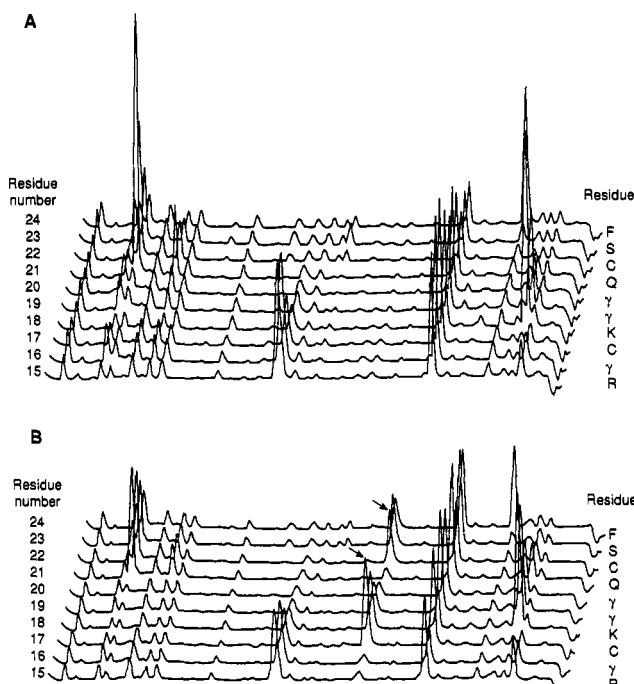 A
Residue number
Residue
24
23
22
21
20
19
18
17
16
15
F
S
C
Q
γ
γ
K
C
γ
R
B
Residue number
Residue
24
23
22
21
20
19
18
17
16
15
F
S
C
Q
γ
γ
K
C
γ
R